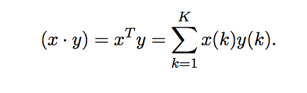 (x · y) = x^T y = \sum_{k=1}^{K} x(k)y(k).